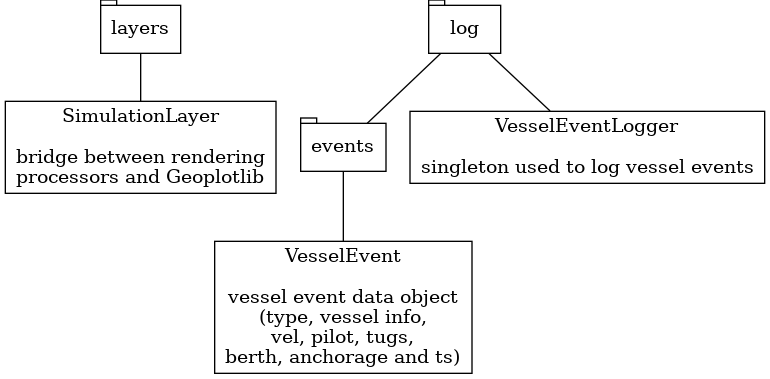 layers
log
SimulationLayer
bridge between rendering
processors and Geoplotlib
events
VesselEventLogger
singleton used to log vessel events
VesselEvent
vessel event data object
(type, vessel info,
vel, pilot, tugs,
berth, anchorage and ts)